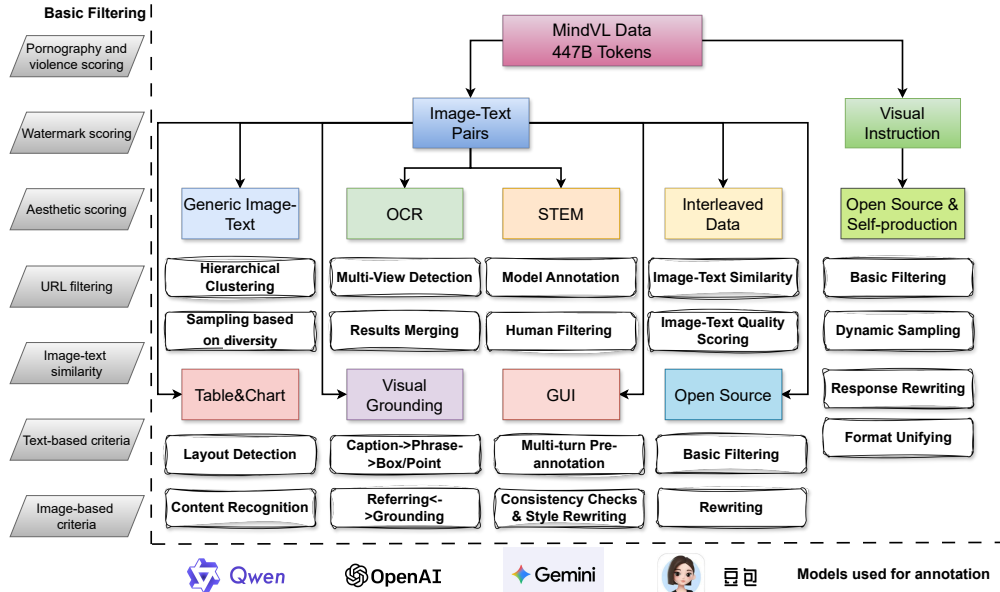 Basic Filtering
Pornography and
violence scoring
Watermark scoring
Aesthetic scoring
URL filtering
Image-text
similarity
Text-based criteria
Image-based
criteria
MindVL Data
447B Tokens
Image-Text
Pairs
Visual
Instruction
Generic Image-
Text
OCR
STEM
Interleaved
Data
Open Source &
Self-production
Hierarchical
Clustering
Multi-View Detection
Model Annotation
Image-Text Similarity
Basic Filtering
Sampling based
on diversity
Results Merging
Human Filtering
Image-Text Quality
Scoring
Dynamic Sampling
Table&Chart
Visual
Grounding
GUI
Open Source
Response Rewriting
Format Unifying
Layout Detection
Caption->Phrase-
>Box/Point
Multi-turn Pre-
annotation
Basic Filtering
Content Recognition
Referring<-
>Grounding
Consistency Checks
& Style Rewriting
Rewriting
Qwen
OpenAI
Gemini
豆包
Models used for annotation